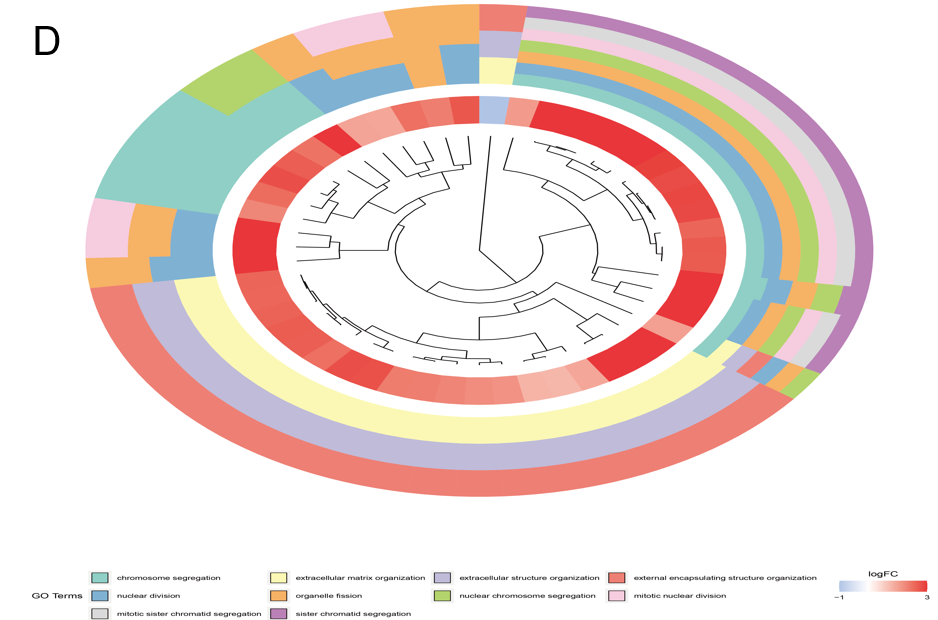 D
chromosome segregation extracellular matrix organization extracellular structure organization external encapsulating structure organization
GO Terms nuclear division organelle fission nuclear chromosome segregation mitotic nuclear division
mitotic sister chromatid segregation sister chromatid segregation
logFC
−1 3